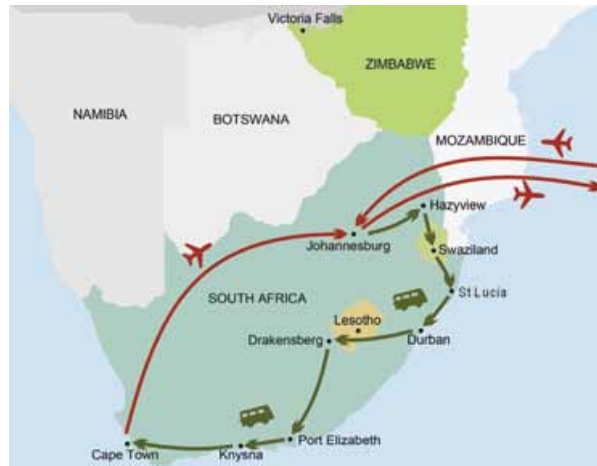 Victoria Falls
ZIMBABWE
NAMIBIA
BOTSWANA
MOZAMBIQUE
Hazyview
Johannesburg
Swaziland
SOUTH AFRICA
St Lucia
Lesotho
Drakensberg
Durban
Port Elizabeth
Cape Town
Knysna